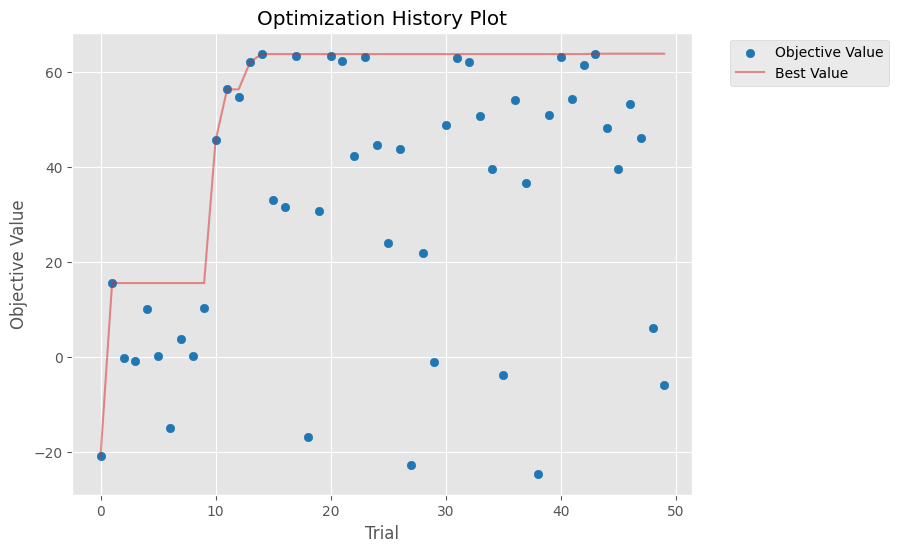 Optimization History Plot
Objective Value
Best Value
Objective Value
60
40
20
0
−20
0 10 20 30 40 50
Trial